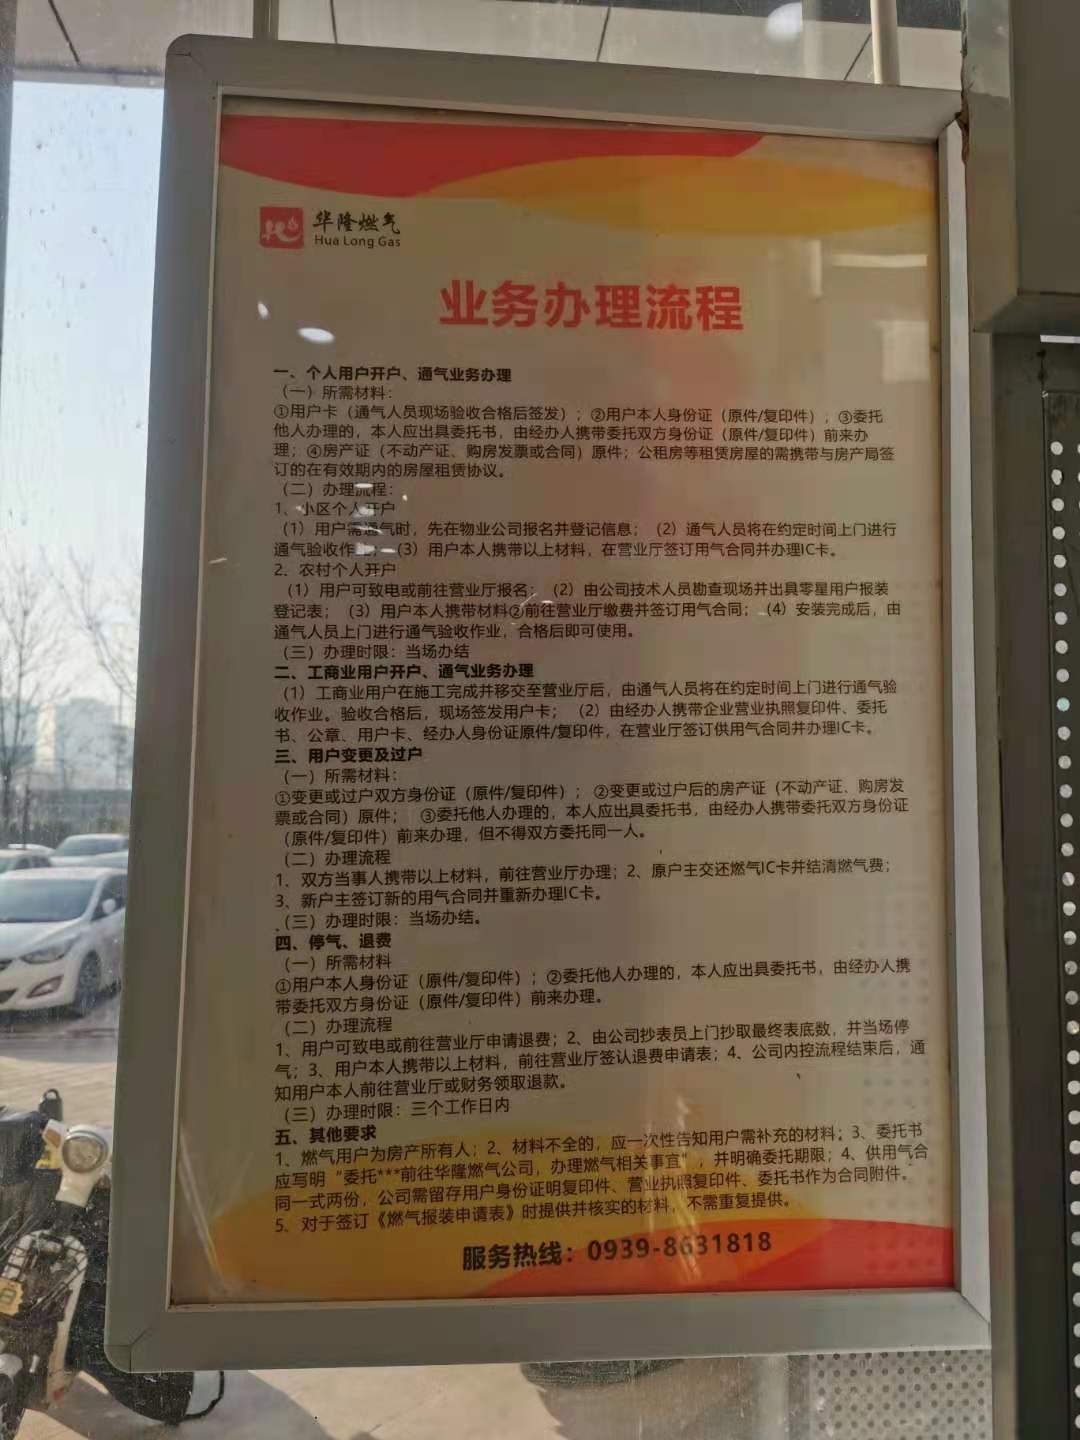 华隆燃气
Hua Long Gas
业务办理流程
一、个人用户开户、通气业务办理
（一）所需材料：
①用户卡（通气人员现场验收合格后签发）；②用户本人身份证（原件/复印件），③委托
他人办理的，本人应出具委托书，由经办人携带委托双方身份证（原件/复印件）前来办
理；④房产证（不动产证、购房发票或合同）原件；公租房等租赁房屋的需携带与房产局签
订的在有效期内的房屋租赁协议。
（二）办理流程：
1、小区个人开户
（1）用户需通气时，先在物业公司报名并登记信息；（2）通气人员将在约定时间上门进行
通气验收作业；（3）用户本人携带以上材料，在营业厅签订用气合同并办理IC卡。
2．农村个人开户
（1）用户可致电或前往营业厅报名；（2）由公司技术人员勘查现场并出具零星用户报装
登记表；（3）用户本人携带材料②前往营业厅缴费并签订用气合同；（4）安装完成后，由
通气人员上门进行通气验收作业，合格后即可使用。
（三）办理时限：当场办结
二、工商业用户开户、通气业务办理
（1）工商业用户在施工完成并移交至营业厅后，由通气人员将在约定时间上门进行通气验
收作业。验收合格后，现场签发用户卡；（2）由经办人携带企业营业执照复印件、委托
书、公章、用户卡、经办人身份证原件/复印件，在营业厅签订供用气合同并办理IC卡。
三、用户变更及过户
（一）所需材料：
①变更或过户双方身份证（原件/复印件）；②变更或过户后的房产证（不动产证、购房发
票或合同）原件；③委托他人办理的，本人应出具委托书，由经办人携带委托双方身份证
（原件/复印件）前来办理，但不得双方委托同一人。
（二）办理流程
1、双方当事人携带以上材料，前往营业厅办理；2、原户主交还燃气IC卡并结清燃气费；
3、新户主签订新的用气合同并重新办理IC卡。
（三）办理时限：当场办结。
四、停气、退费
（一）所需材料
①用户本人身份证（原件/复印件）；②委托他人办理的，本人应出具委托书，由经办人携
带委托双方身份证（原件/复印件）前来办理。
（二）办理流程
1、用户可致电或前往营业厅申请退费；2、由公司抄表员上门抄取最终表底数，并当场停
气；3、用户本人携带以上材料，前往营业厅签认退费申请表；4、公司内控流程结束后，通
知用户本人前往营业厅或财务领取退款。
（三）办理时限：三个工作日内
五、其他要求
1、燃气用户为房产所有人；2、材料不全的，应一次性告知用户需补充的材料；3、委托书
应写明“委托***前往华隆燃气公司，办理燃气相关事宜”，并明确委托期限；4、供用气合
同一式两份，公司需留存用户身份证明复印件、营业执照复印件、委托书作为合同附件。
5、对于签订《燃气报装申请表》时提供并核实的材料，不需重复提供。
服务热线：0939-8631818